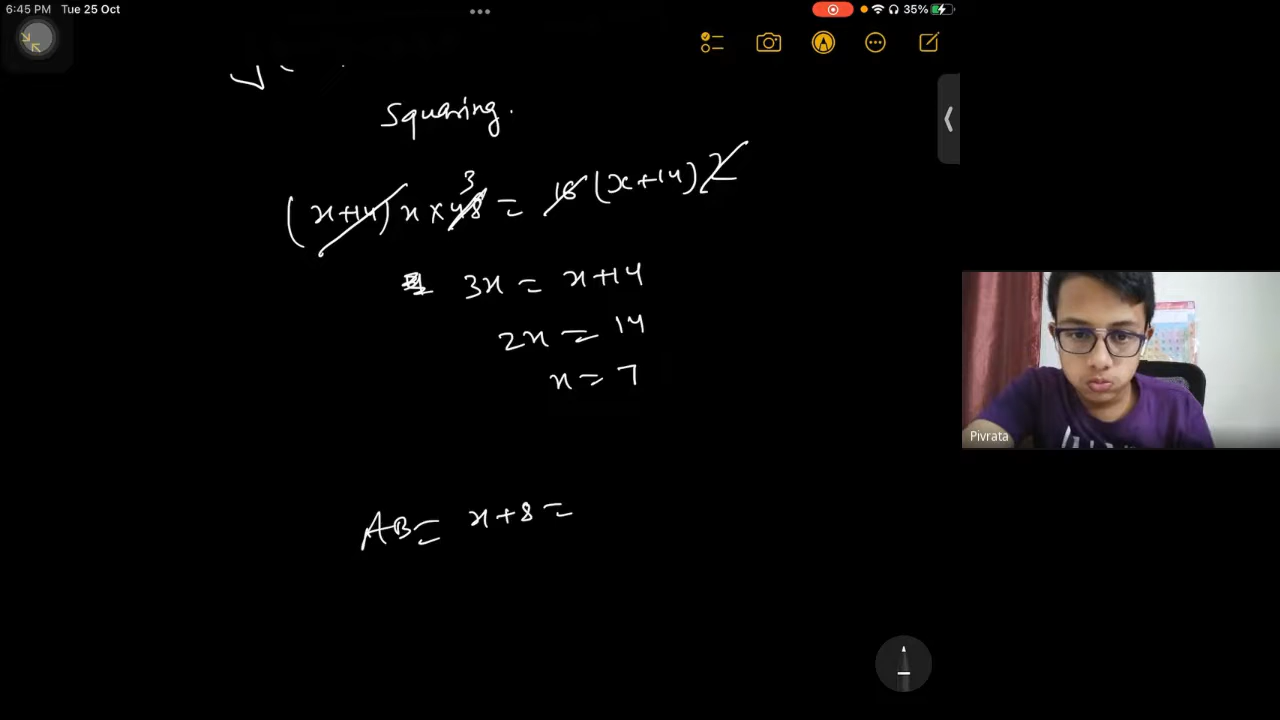 6:45 PM Tue 25 Oct
35%
Squaring.
3
(x+14) x × 48 = 16 (x+14) 2
3x = x+14
2x = 14
x = 7
AB = x+8 =
Pivrata